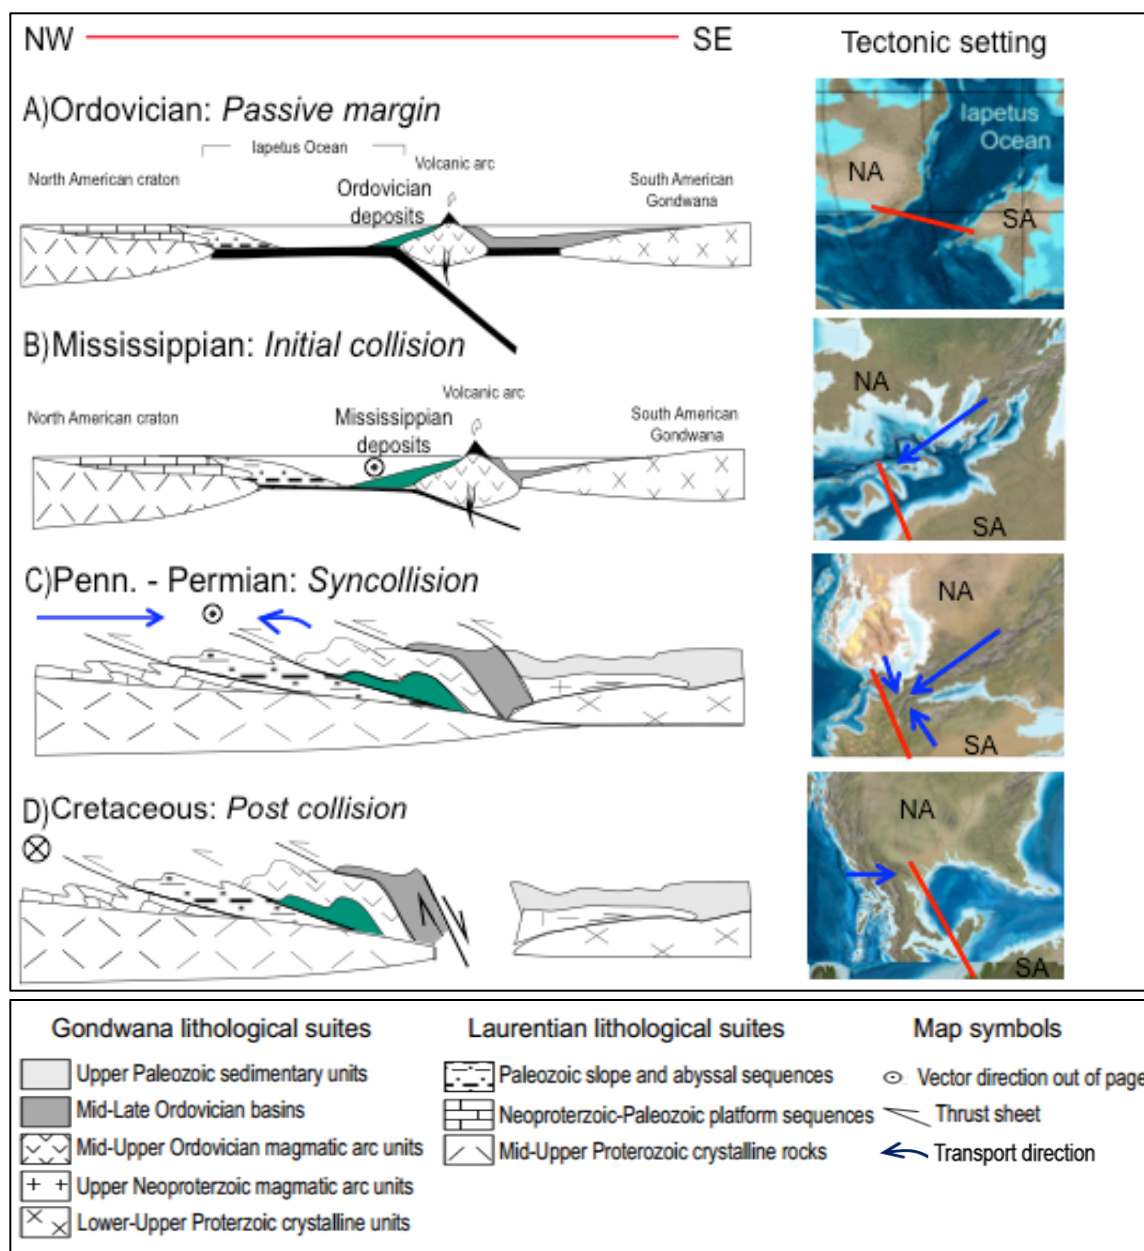 NW SE Tectonic setting
A)Ordovician: Passive margin
Iapetus Ocean
North American craton
Ordovician
deposits
Volcanic arc
South American
Gondwana
Iapetus
Ocean
NA
SA
B)Mississippian: Initial collision
North American craton
Mississippian
deposits
Volcanic arc
South American
Gondwana
NA
SA
C)Penn. - Permian: Syncollision
NA
SA
D)Cretaceous: Post collision
NA
SA
Gondwana lithological suites
Upper Paleozoic sedimentary units
Mid-Late Ordovician basins
Mid-Upper Ordovician magmatic arc units
Upper Neoproterzoic magmatic arc units
Lower-Upper Proterzoic crystalline units
Laurentian lithological suites
Paleozoic slope and abyssal sequences
Neoproterzoic-Paleozoic platform sequences
Mid-Upper Proterozoic crystalline rocks
Map symbols
Vector direction out of page
Thrust sheet
Transport direction